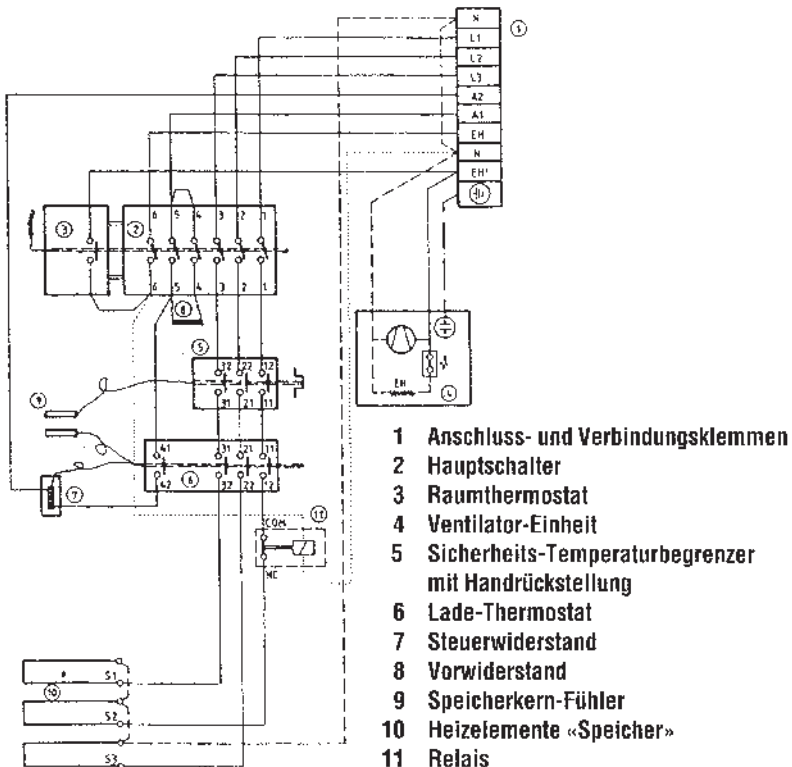 N
1
L1
L2
L3
A2
A1
EH
N
EH'
3
2
6 5 4 3 2 1
6 5 4 3 2 1
8
5
32 22 12
31 21 11
9
41 31 21 11
6
42 32 22 12
7
COM
11
NC
EH
4
S1
10
S2
S3
1 Anschluss- und Verbindungsklemmen
2 Hauptschalter
3 Raumthermostat
4 Ventilator-Einheit
5 Sicherheits-Temperaturbegrenzer
mit Handrückstellung
6 Lade-Thermostat
7 Steuerwiderstand
8 Vorwiderstand
9 Speicherkern-Fühler
10 Heizelemente «Speicher»
11 Relais